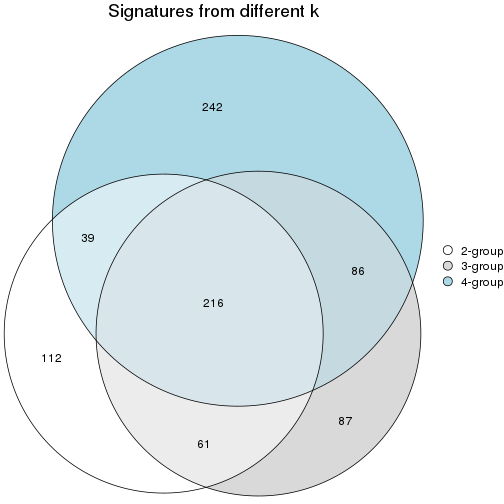 Signatures from different k
242
39
86
216
112
61
87
2-group
3-group
4-group